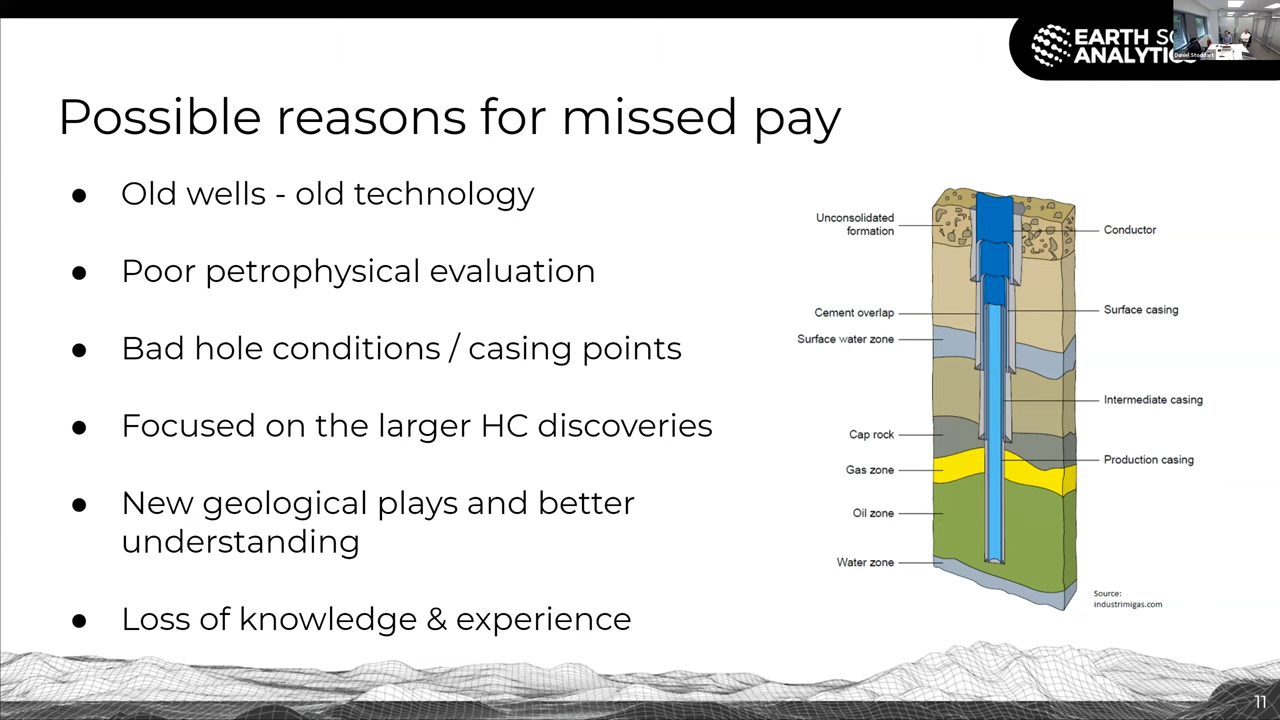 EARTH SC
ANALYTIC
Possible reasons for missed pay
● Old wells - old technology
● Poor petrophysical evaluation
● Bad hole conditions / casing points
● Focused on the larger HC discoveries
● New geological plays and better
understanding
● Loss of knowledge & experience
Unconsolidated
formation
Cement overlap
Surface water zone
Cap rock
Gas zone
Oil zone
Water zone
Conductor
Surface casing
Intermediate casing
Production casing
Source:
industrimigas.com
11